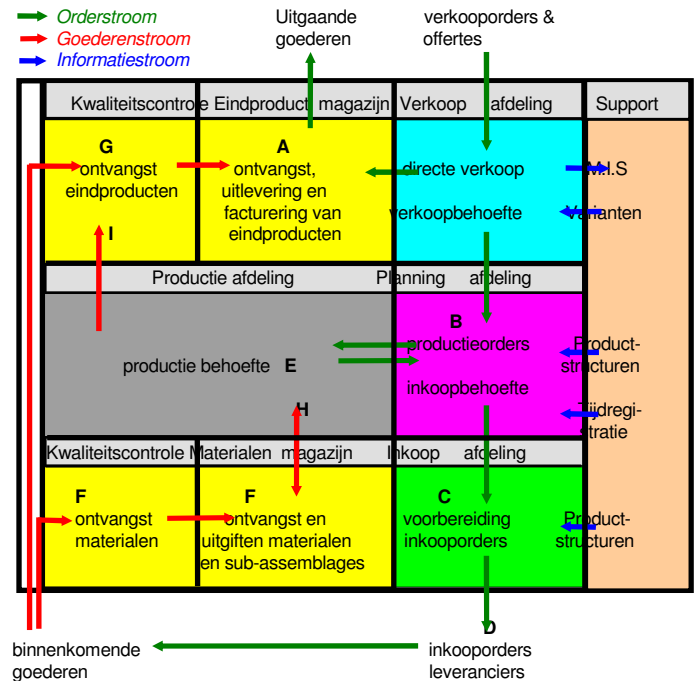 Orderstroom
Goederenstroom
Informatiestroom
Uitgaande
goederen
verkooporders &
offertes
Kwaliteitscontrole
Eindproduct magazijn
Verkoop afdeling
Support
G
ontvangst
eindproducten
I
A
ontvangst,
uitlevering en
facturering van
eindproducten
directe verkoop
verkoopbehoefte
M.I.S
Varianten
Productie afdeling
Planning afdeling
productie behoefte E
H
B
productieorders
inkoopbehoefte
Product-
structuren
Tijdregi-
stratie
Kwaliteitscontrole
Materialen magazijn
Inkoop afdeling
F
ontvangst
materialen
F
ontvangst en
uitgiften materialen
en sub-assemblages
C
voorbereiding
inkooporders
Product-
structuren
D
binnenkomende
goederen
inkooporders
leveranciers